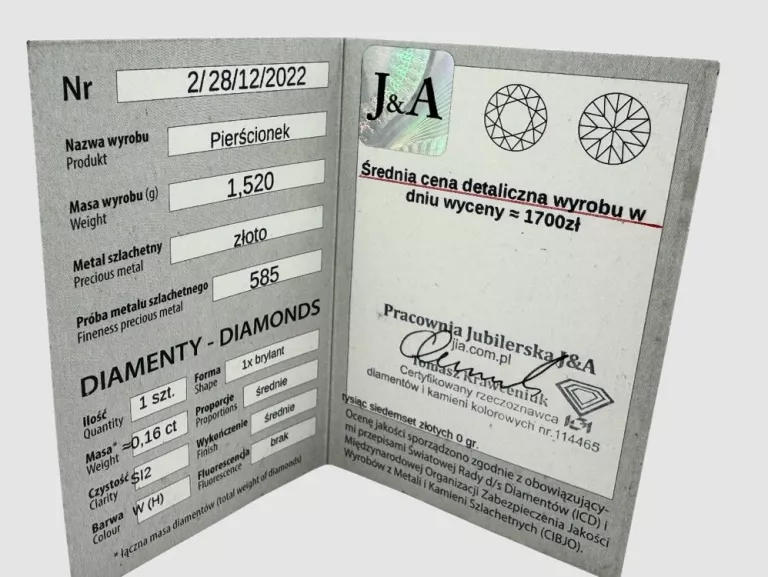 Nr 2/28/12/2022
Nazwa wyrobu Pierścionek
Produkt
Masa wyrobu (g) 1,520
Weight
Metal szlachetny złoto
Precious metal
Próba metalu szlachetnego 585
Fineness precious metal
DIAMENTY - DIAMONDS
Ilość 1 szt.
Quantity
Masa* ≈0,16 ct
Weight
Czystość SI2
Clarity
Barwa W (H)
Colour
Forma 1x brylant
Shape
Proporcje średnie
Proportions
Wykończenie średnie
Finish
Fluorescencja brak
Fluorescence
* łączna masa diamentów (total weight of diamonds)
J&A
Średnia cena detaliczna wyrobu w
dniu wyceny ≈ 1700zł
Pracownia Jubilerska J&A
jia.com.pl
Tomasz Krawceniuk
Certyfikowany rzeczoznawca
diamentów i kamieni kolorowych nr.114465
tysiąc siedemset złotych 0 gr.
Ocenę jakości sporządzono zgodnie z obowiązujący-
mi przepisami Światowej Rady d/s Diamentów (ICD) i
Międzynarodowej Organizacji Zabezpieczenia Jakości
Wyrobów z Metali i Kamieni Szlachetnych (CIBJO).